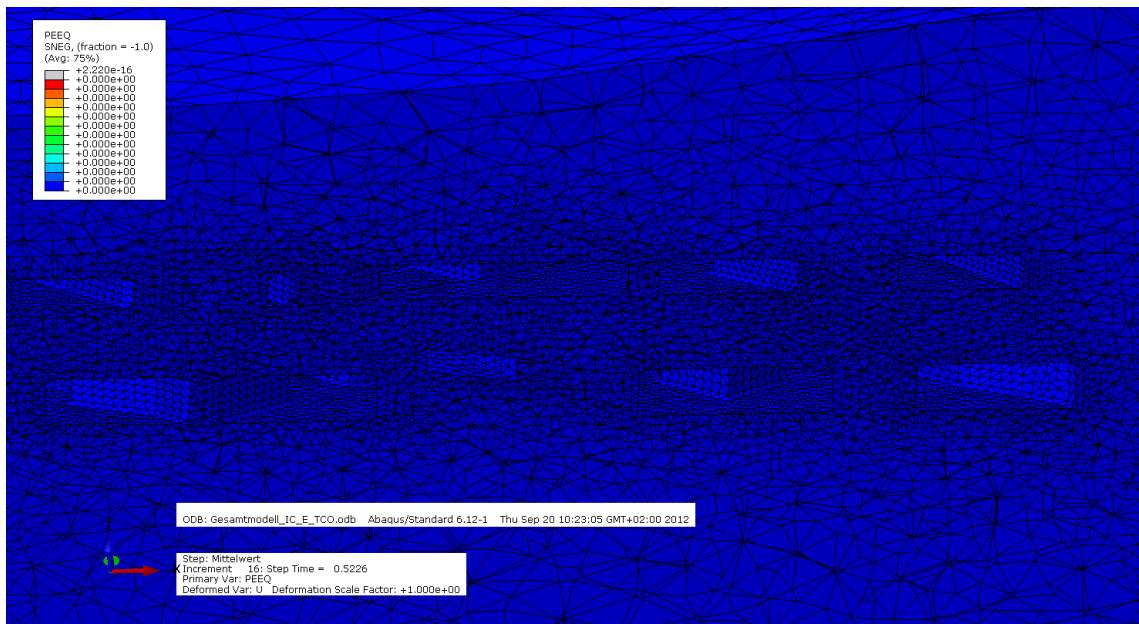 PEEQ
SNEG, (fraction = -1.0)
(Avg: 75%)
+2.220e-16
+0.000e+00
+0.000e+00
+0.000e+00
+0.000e+00
+0.000e+00
+0.000e+00
+0.000e+00
+0.000e+00
+0.000e+00
+0.000e+00
+0.000e+00
+0.000e+00
ODB: Gesamtmodell_IC_E_TCO.odb Abaqus/Standard 6.12-1 Thu Sep 20 10:23:05 GMT+02:00 2012
Step: Mittelwert
X Increment 16: Step Time = 0.5226
Primary Var: PEEQ
Deformed Var: U Deformation Scale Factor: +1.000e+00